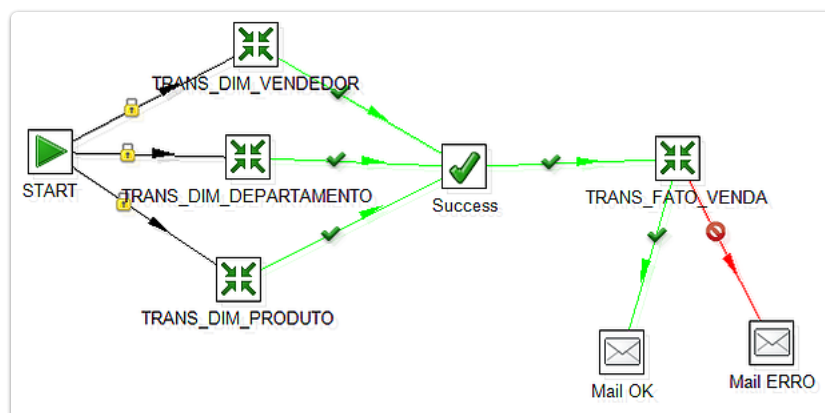 TRANS_DIM_VENDEDOR
START
TRANS_DIM_DEPARTAMENTO
Success
TRANS_FATO_VENDA
TRANS_DIM_PRODUTO
Mail OK
Mail ERRO